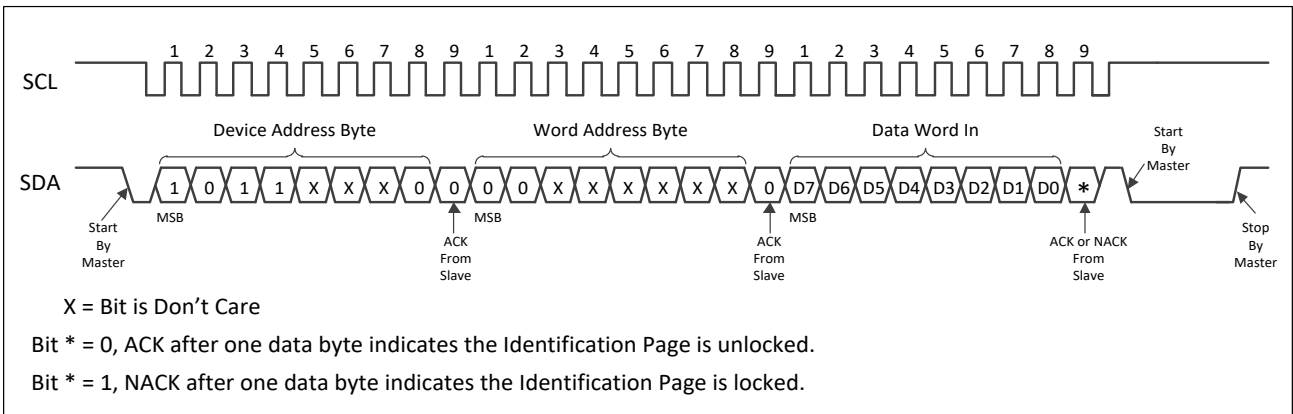 1 2 3 4 5 6 7 8 9 1 2 3 4 5 6 7 8 9 1 2 3 4 5 6 7 8 9
SCL
Device Address Byte Word Address Byte Data Word In
Start
By
Master
SDA
1 0 1 1 X X X 0 0 0 0 X X X X X X 0 D7 D6 D5 D4 D3 D2 D1 D0 *
MSB MSB MSB
Start
By
Master
ACK
From
Slave
ACK
From
Slave
ACK or NACK
From
Slave
Stop
By
Master
X = Bit is Don’t Care
Bit * = 0, ACK after one data byte indicates the Identification Page is unlocked.
Bit * = 1, NACK after one data byte indicates the Identification Page is locked.